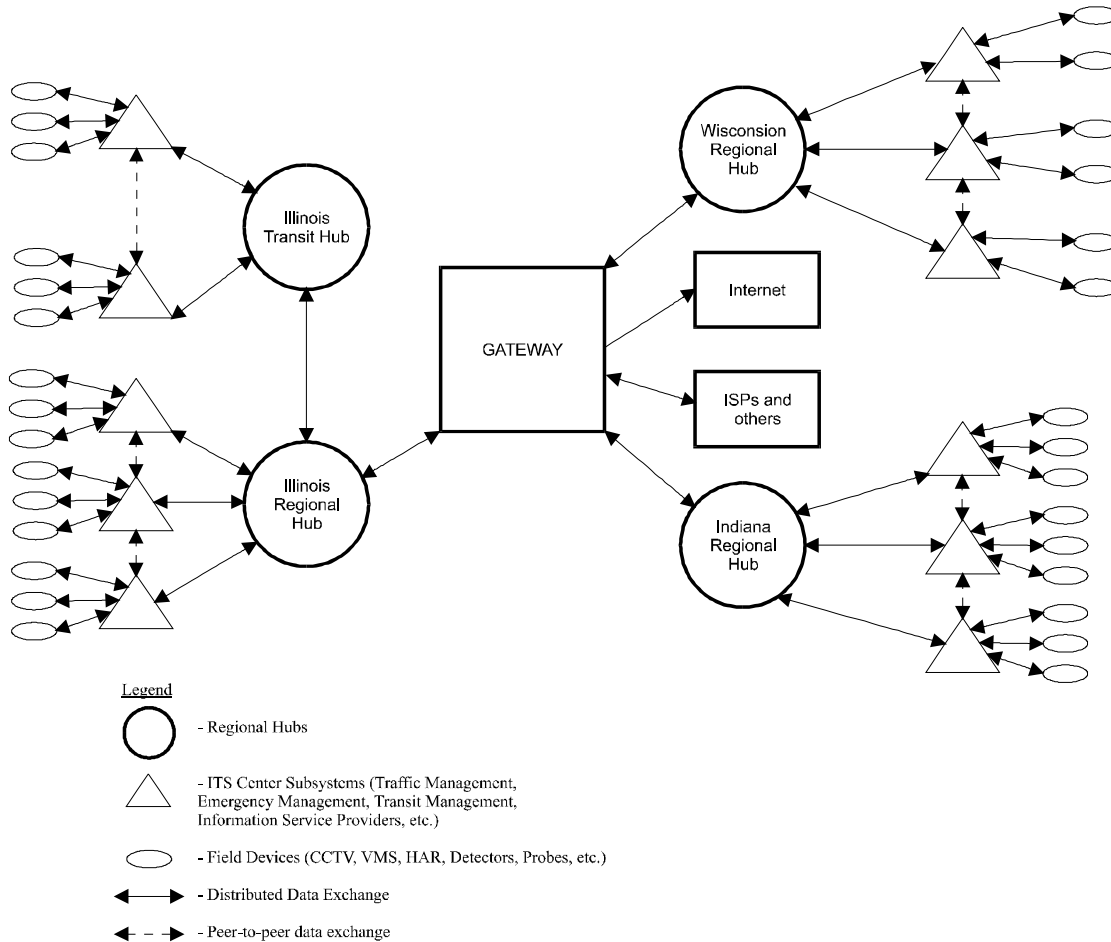 Illinois
Transit Hub
Wisconsion
Regional
Hub
GATEWAY
Internet
ISPs and
others
Illinois
Regional
Hub
Indiana
Regional
Hub
Legend
- Regional Hubs
- ITS Center Subsystems (Traffic Management,
Emergency Management, Transit Management,
Information Service Providers, etc.)
- Field Devices (CCTV, VMS, HAR, Detectors, Probes, etc.)
- Distributed Data Exchange
- Peer-to-peer data exchange